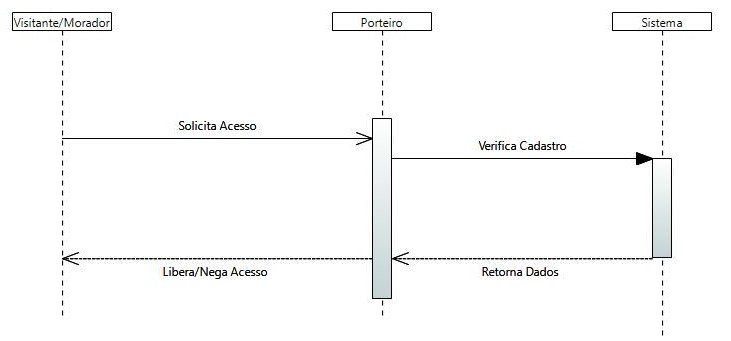 Visitante/Morador
Porteiro
Sistema
Solicita Acesso
Verifica Cadastro
Libera/Nega Acesso
Retorna Dados